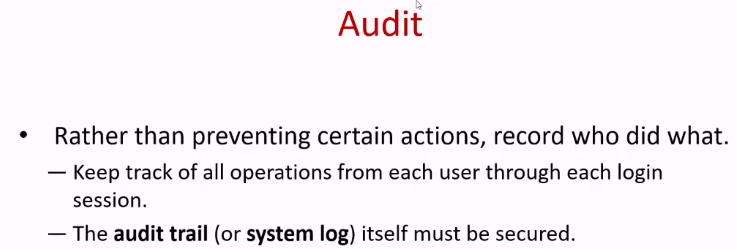 Audit
• Rather than preventing certain actions, record who did what.
— Keep track of all operations from each user through each login
session.
— The audit trail (or system log) itself must be secured.